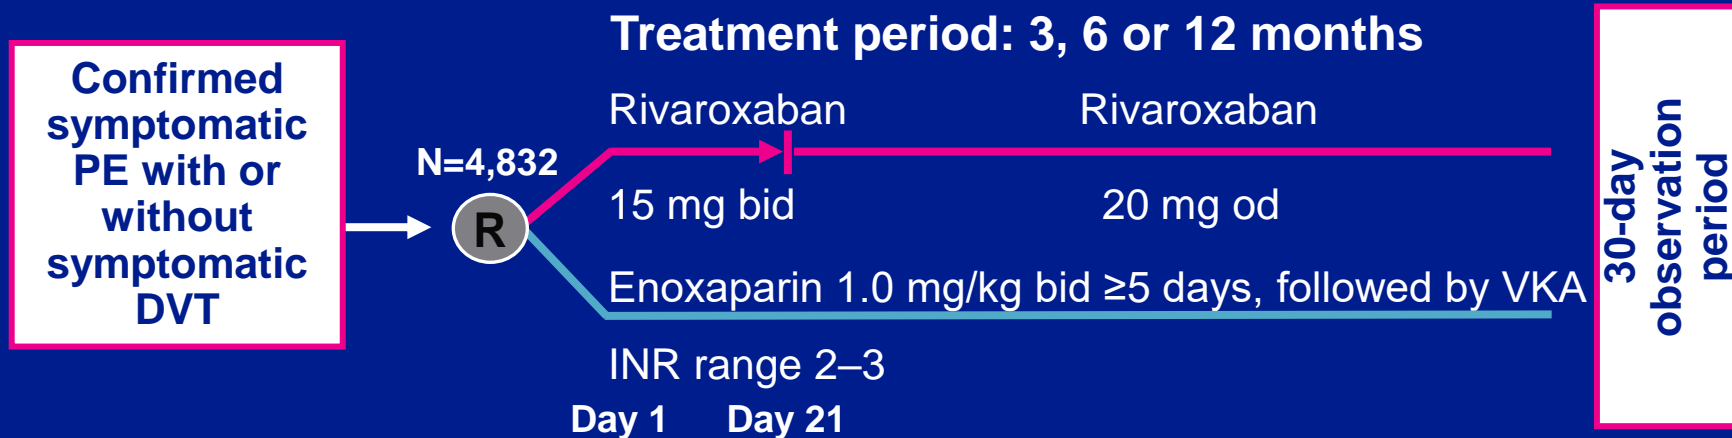 Treatment period: 3, 6 or 12 months
Confirmed
symptomatic
PE with or
without
symptomatic
DVT
N=4,832
R
Rivaroxaban
Rivaroxaban
15 mg bid
20 mg od
Enoxaparin 1.0 mg/kg bid ≥5 days, followed by VKA
INR range 2–3
Day 1
Day 21
30-day
observation
period